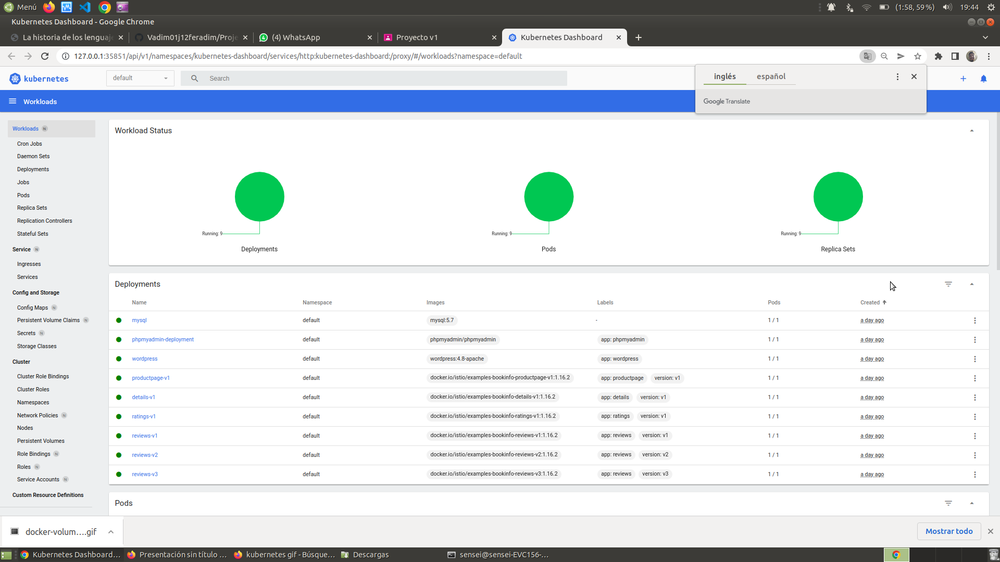 Menú
(1:58, 59 %)
19:44
Kubernetes Dashboard - Google Chrome
La historia de los lenguaje
Vadim01j12feradim/Proje
(4) WhatsApp
Proyecto v1
Kubernetes Dashboard
127.0.0.1:35851/api/v1/namespaces/kubernetes-dashboard/services/http:kubernetes-dashboard:/proxy/#/workloads?namespace=default
kubernetes
default
Search
inglés
español
Google Translate
Workloads
Workloads N
Cron Jobs
Daemon Sets
Deployments
Jobs
Pods
Replica Sets
Replication Controllers
Stateful Sets
Service N
Ingresses
Services
Config and Storage
Config Maps N
Persistent Volume Claims N
Secrets N
Storage Classes
Cluster
Cluster Role Bindings
Cluster Roles
Namespaces
Network Policies N
Nodes
Persistent Volumes
Role Bindings N
Roles N
Service Accounts N
Custom Resource Definitions
Workload Status
Running: 9
Deployments
Running: 9
Pods
Running: 9
Replica Sets
Deployments
Name Namespace Images Labels Pods Created
mysql default mysql:5.7 - 1 / 1 a day ago
phpmyadmin-deployment default phpmyadmin/phpmyadmin app: phpmyadmin 1 / 1 a day ago
wordpress default wordpress:4.8-apache app: wordpress 1 / 1 a day ago
productpage-v1 default docker.io/istio/examples-bookinfo-productpage-v1:1.16.2 app: productpage version: v1 1 / 1 a day ago
details-v1 default docker.io/istio/examples-bookinfo-details-v1:1.16.2 app: details version: v1 1 / 1 a day ago
ratings-v1 default docker.io/istio/examples-bookinfo-ratings-v1:1.16.2 app: ratings version: v1 1 / 1 a day ago
reviews-v1 default docker.io/istio/examples-bookinfo-reviews-v1:1.16.2 app: reviews version: v1 1 / 1 a day ago
reviews-v2 default docker.io/istio/examples-bookinfo-reviews-v2:1.16.2 app: reviews version: v2 1 / 1 a day ago
reviews-v3 default docker.io/istio/examples-bookinfo-reviews-v3:1.16.2 app: reviews version: v3 1 / 1 a day ago
Pods
docker-volum….gif
Mostrar todo
Kubernetes Dashboard...
Presentación sin título ...
kubernetes gif - Búsque...
Descargas
sensei@sensei-EVC156-...